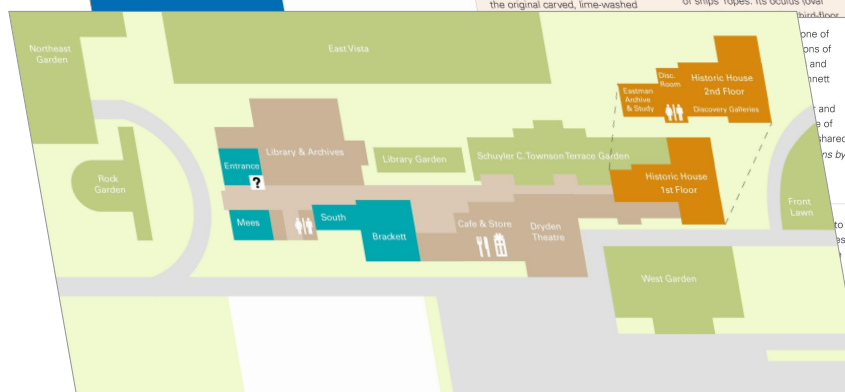 the original carved, lime-washed
of ships' ropes. Its oculus (oval
third-floor
one of
ons of
and
nnett
and
e of
shared
ns by
to
es
Northeast
Garden
East Vista
Disc.
Room
Historic House
2nd Floor
Eastman
Archive
& Study
Discovery Galleries
Library & Archives
Entrance
?
Library Garden
Schuyler C. Townson Terrace Garden
Rock
Garden
Historic House
1st Floor
Front
Lawn
Mees
South
Brackett
Cafe & Store
Dryden
Theatre
West Garden